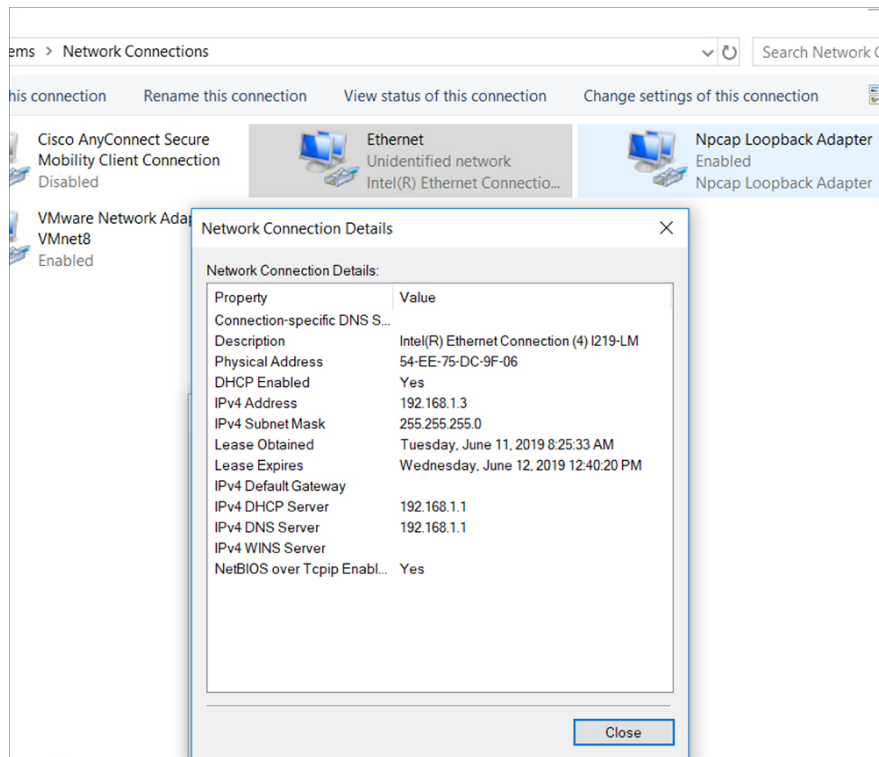 ems > Network Connections
Search Network C
his connection Rename this connection View status of this connection Change settings of this connection
Cisco AnyConnect Secure
Mobility Client Connection
Disabled
Ethernet
Unidentified network
Intel(R) Ethernet Connectio...
Npcap Loopback Adapter
Enabled
Npcap Loopback Adapter
VMware Network Adap
VMnet8
Enabled
Network Connection Details
Network Connection Details:
Property Value
Connection-specific DNS S...
Description Intel(R) Ethernet Connection (4) I219-LM
Physical Address 54-EE-75-DC-9F-06
DHCP Enabled Yes
IPv4 Address 192.168.1.3
IPv4 Subnet Mask 255.255.255.0
Lease Obtained Tuesday, June 11, 2019 8:25:33 AM
Lease Expires Wednesday, June 12, 2019 12:40:20 PM
IPv4 Default Gateway
IPv4 DHCP Server 192.168.1.1
IPv4 DNS Server 192.168.1.1
IPv4 WINS Server
NetBIOS over Tcpip Enabl... Yes
Close